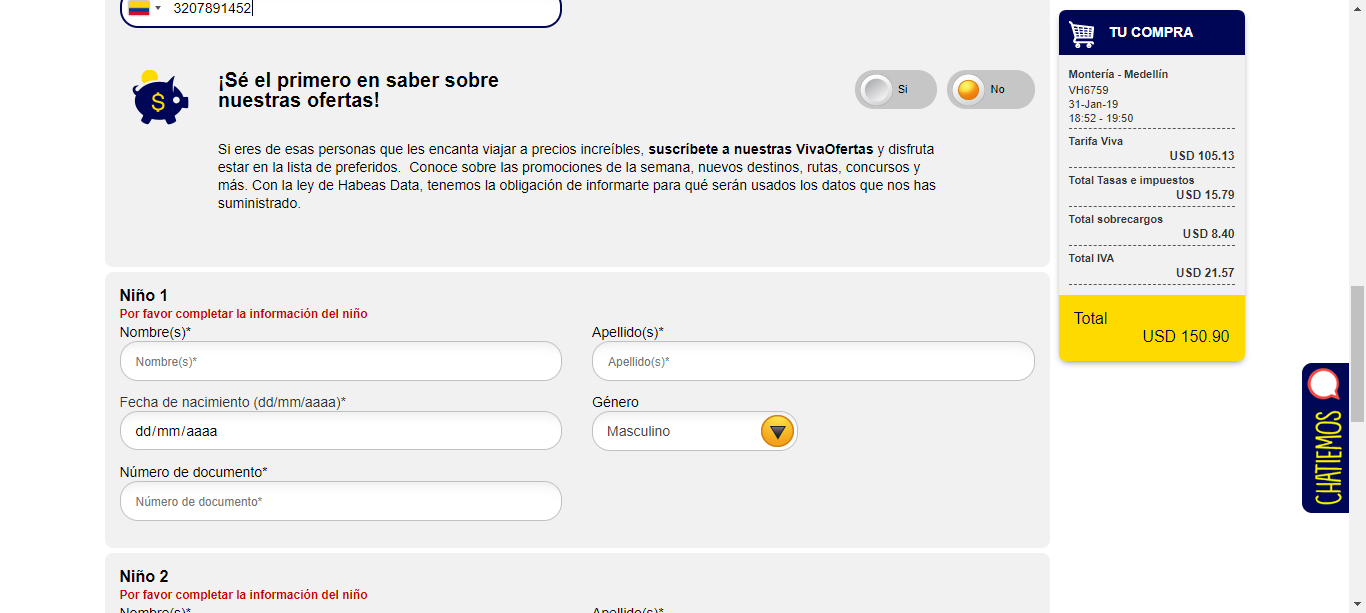 3207891452
¡Sé el primero en saber sobre
nuestras ofertas!
Si
No
Si eres de esas personas que les encanta viajar a precios increíbles, suscríbete a nuestras VivaOfertas y disfruta
estar en la lista de preferidos.  Conoce sobre las promociones de la semana, nuevos destinos, rutas, concursos y
más. Con la ley de Habeas Data, tenemos la obligación de informarte para qué serán usados los datos que nos has
suministrado.
Niño 1
Por favor completar la información del niño
Nombre(s)*
Apellido(s)*
Nombre(s)*
Apellido(s)*
Fecha de nacimiento (dd/mm/aaaa)*
Género
dd/mm/aaaa
Masculino
Número de documento*
Número de documento*
Niño 2
Por favor completar la información del niño
Nombre(s)*
Apellido(s)*
TU COMPRA
Montería - Medellín
VH6759
31-Jan-19
18:52 - 19:50
Tarifa Viva
USD 105.13
Total Tasas e impuestos
USD 15.79
Total sobrecargos
USD 8.40
Total IVA
USD 21.57
Total
USD 150.90
CHATIEMOS